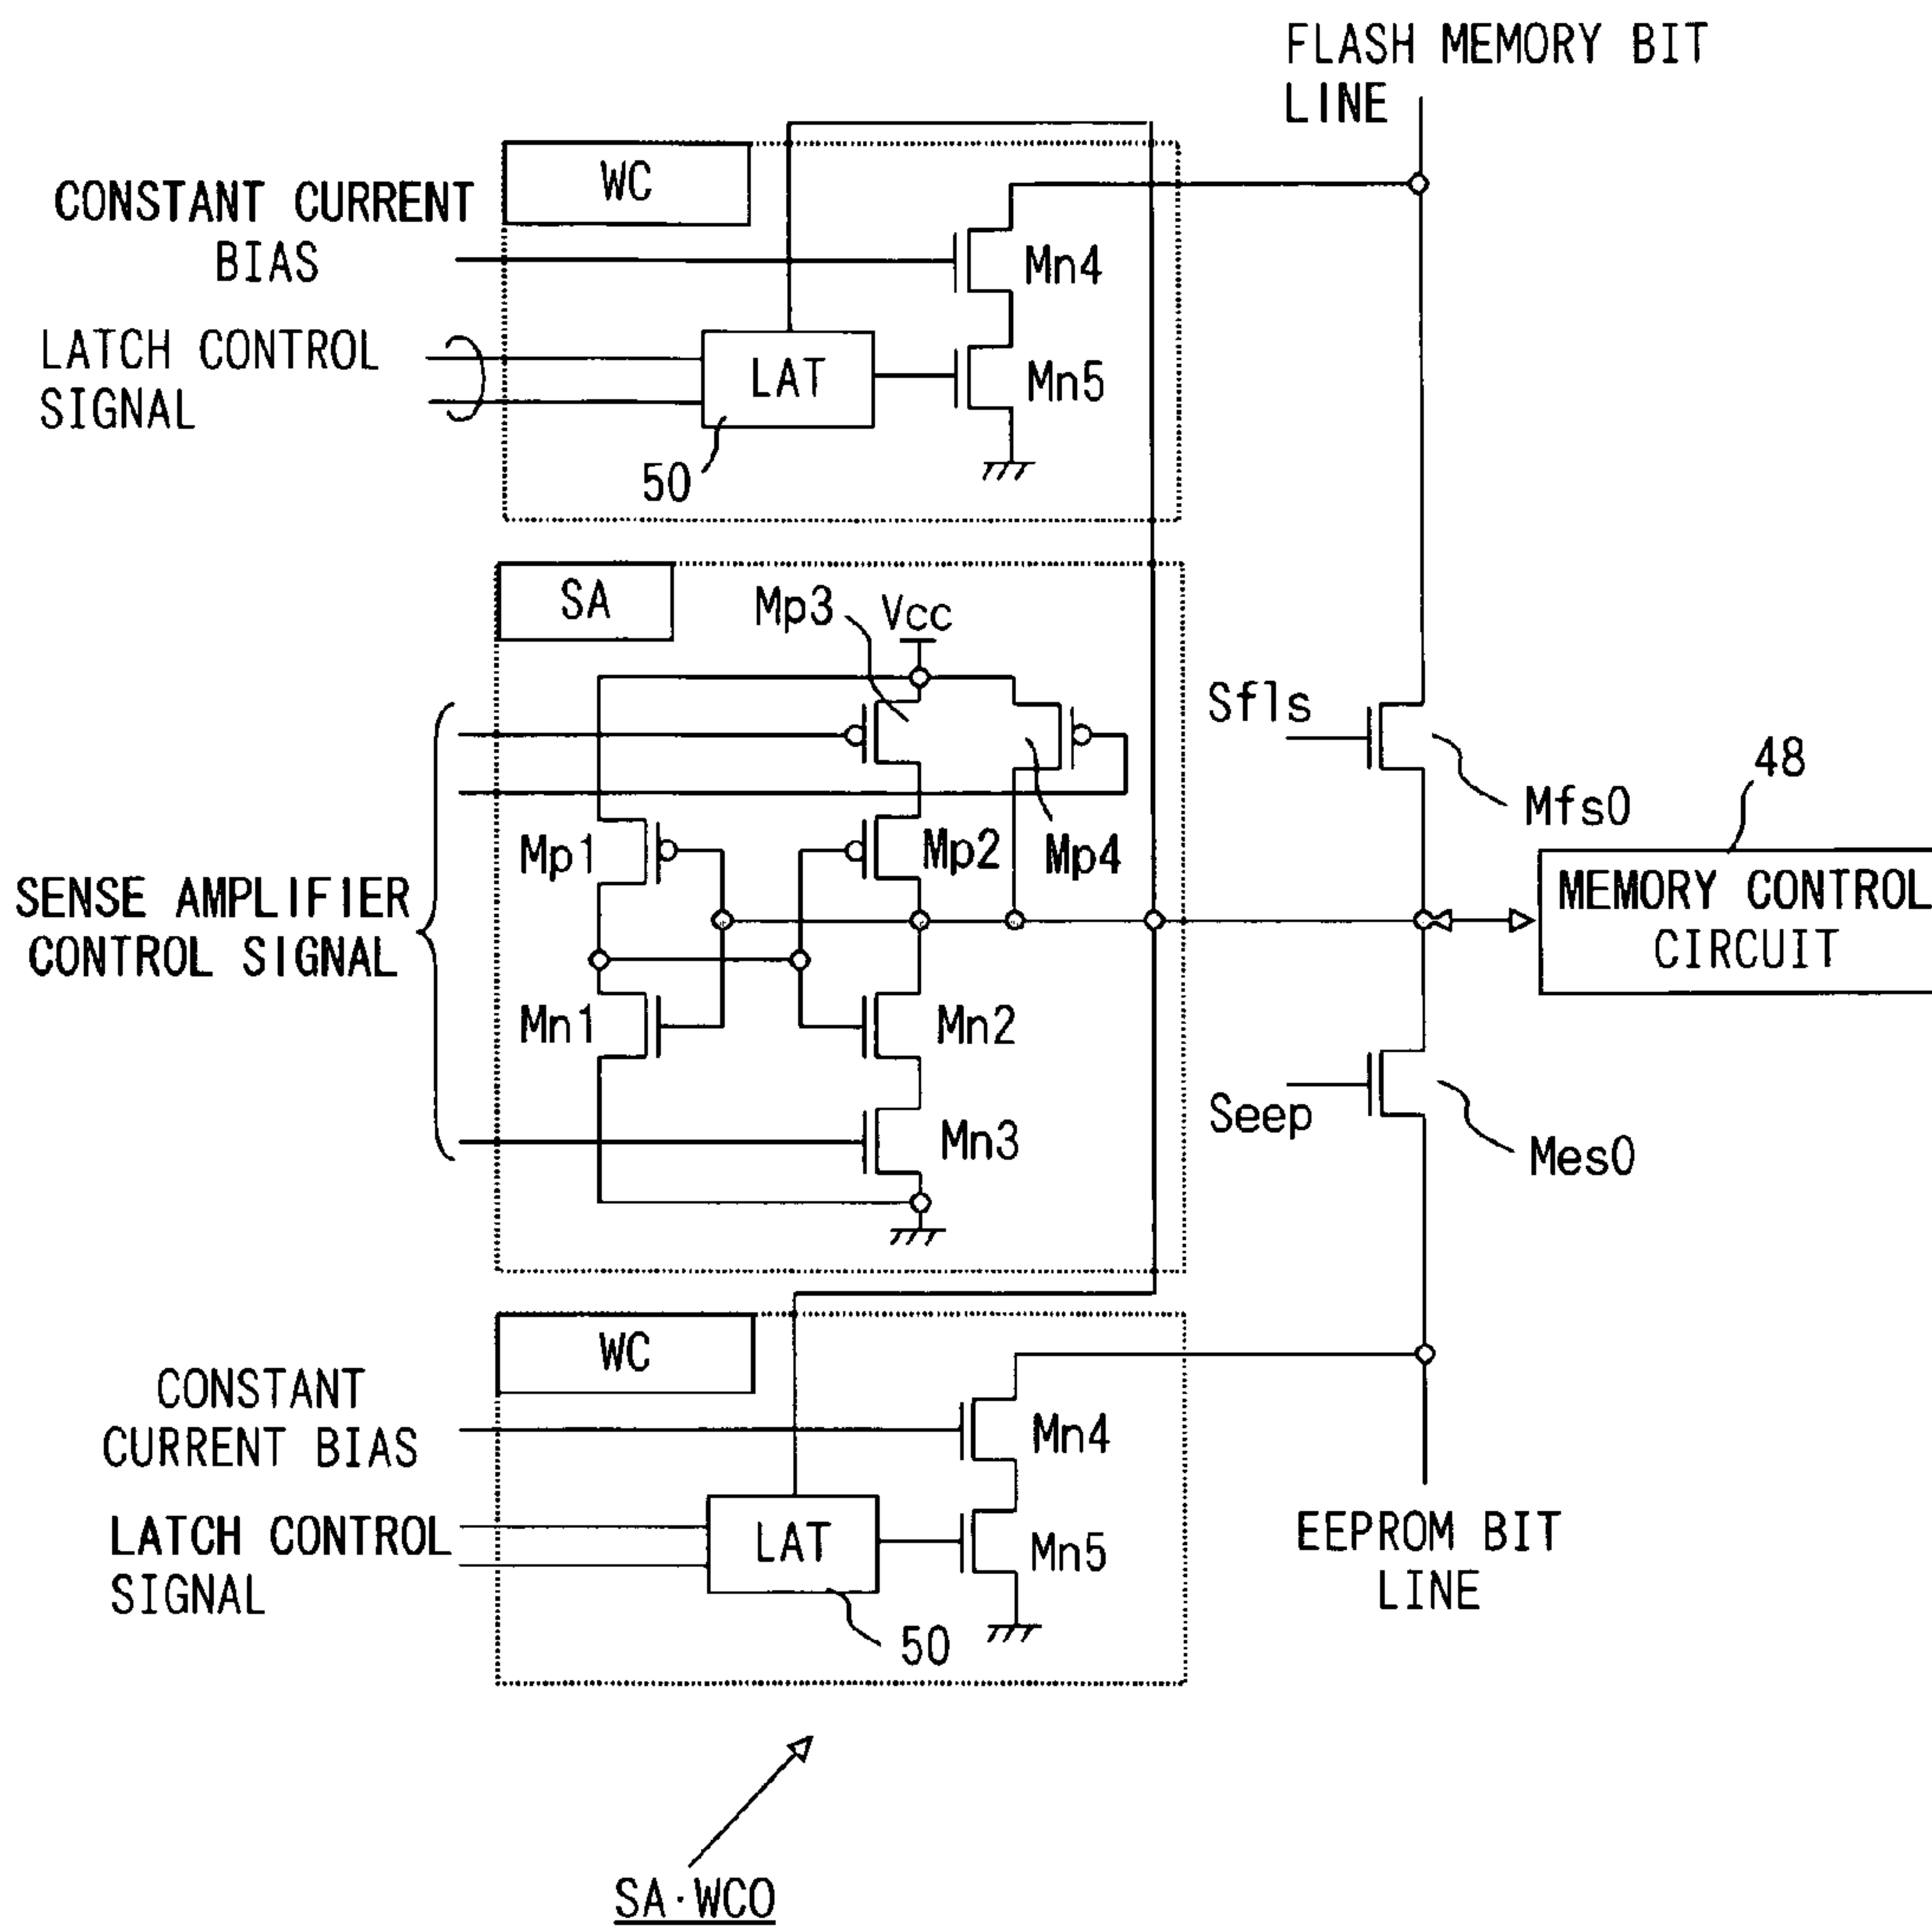 FLASH MEMORY BIT
LINE
WC
CONSTANT CURRENT
BIAS
Mn4
LATCH CONTROL
SIGNAL
LAT
Mn5
50
SA
Mp3
Vcc
Sfls
Mfs0
48
Mp1
Mp2
Mp4
MEMORY CONTROL
CIRCUIT
SENSE AMPLIFIER
CONTROL SIGNAL
Mn1
Mn2
Seep
Mn3
Mes0
WC
CONSTANT
CURRENT BIAS
Mn4
LATCH CONTROL
SIGNAL
LAT
Mn5
EEPROM BIT
LINE
50
SA·WC0